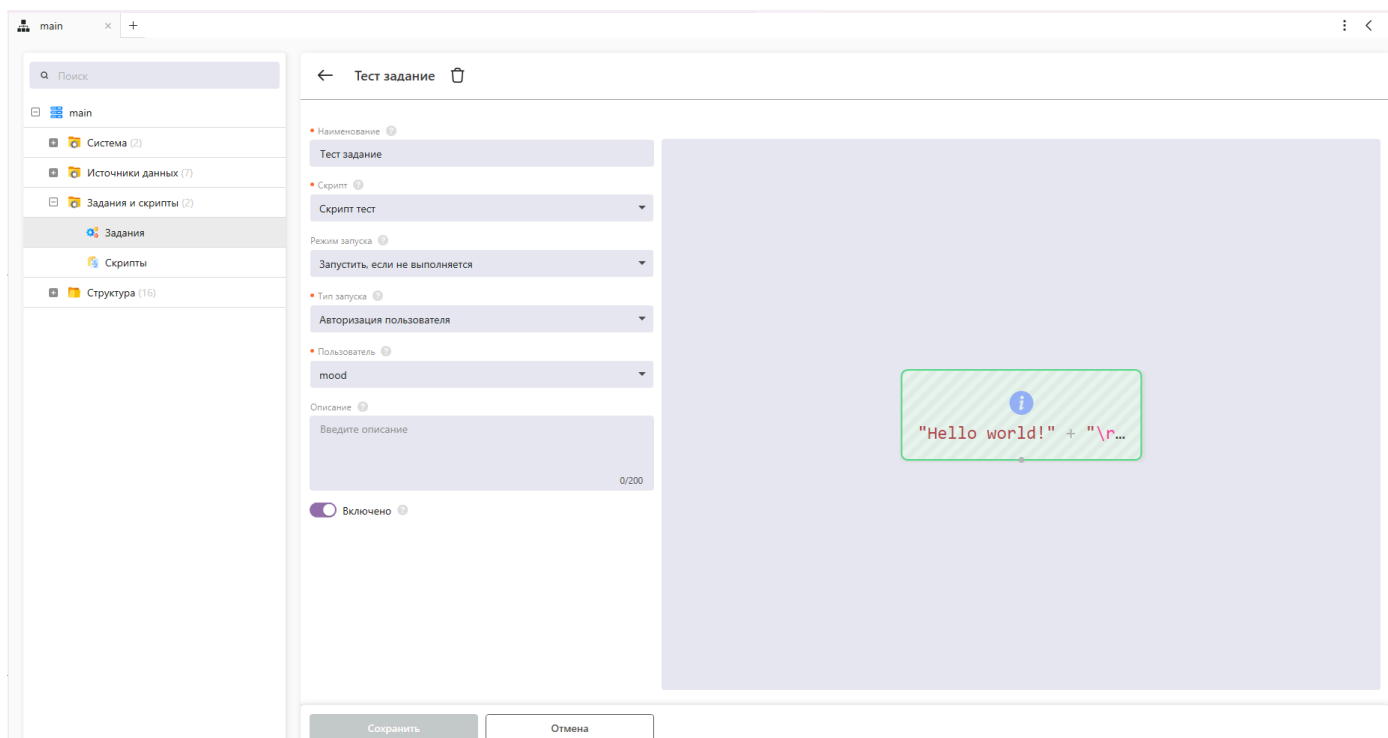 main
Поиск
main
Система (2)
Источники данных (7)
Задания и скрипты (2)
Задания
Скрипты
Структура (16)
Тест задание
Наименование
Тест задание
Скрипт
Скрипт тест
Режим запуска
Запустить, если не выполняется
Тип запуска
Авторизация пользователя
Пользователь
mood
Описание
Введите описание
0/200
Включено
"Hello world!" + "\r…
Сохранить
Отмена